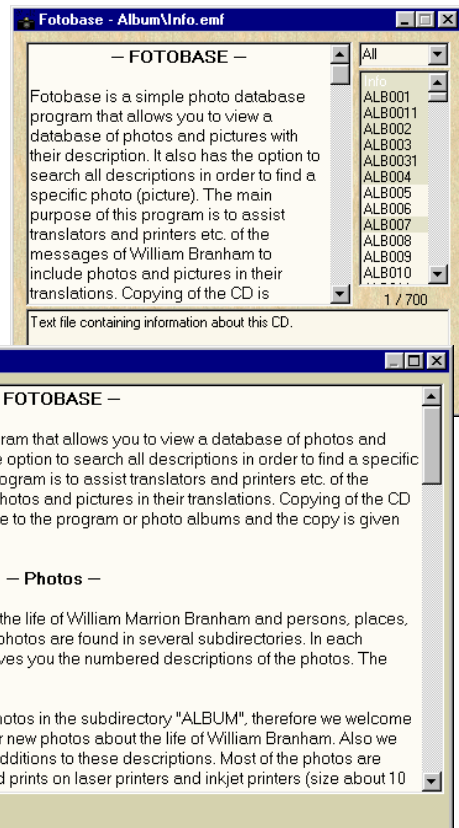 Fotobase - Album\Info.emf
– FOTOBASE –
Fotobase is a simple photo database
program that allows you to view a
database of photos and pictures with
their description. It also has the option to
search all descriptions in order to find a
specific photo (picture). The main
purpose of this program is to assist
translators and printers etc. of the
messages of William Branham to
include photos and pictures in their
translations. Copying of the CD is
All
Info
ALB001
ALB0011
ALB002
ALB003
ALB0031
ALB004
ALB005
ALB006
ALB007
ALB008
ALB009
ALB010
1 / 700
Text file containing information about this CD.
FOTOBASE –
ram that allows you to view a database of photos and
e option to search all descriptions in order to find a specific
ogram is to assist translators and printers etc. of the
hotos and pictures in their translations. Copying of the CD
e to the program or photo albums and the copy is given
– Photos –
the life of William Marrion Branham and persons, places,
photos are found in several subdirectories. In each
ves you the numbered descriptions of the photos. The
hotos in the subdirectory "ALBUM", therefore we welcome
r new photos about the life of William Branham. Also we
dditions to these descriptions. Most of the photos are
d prints on laser printers and inkjet printers (size about 10